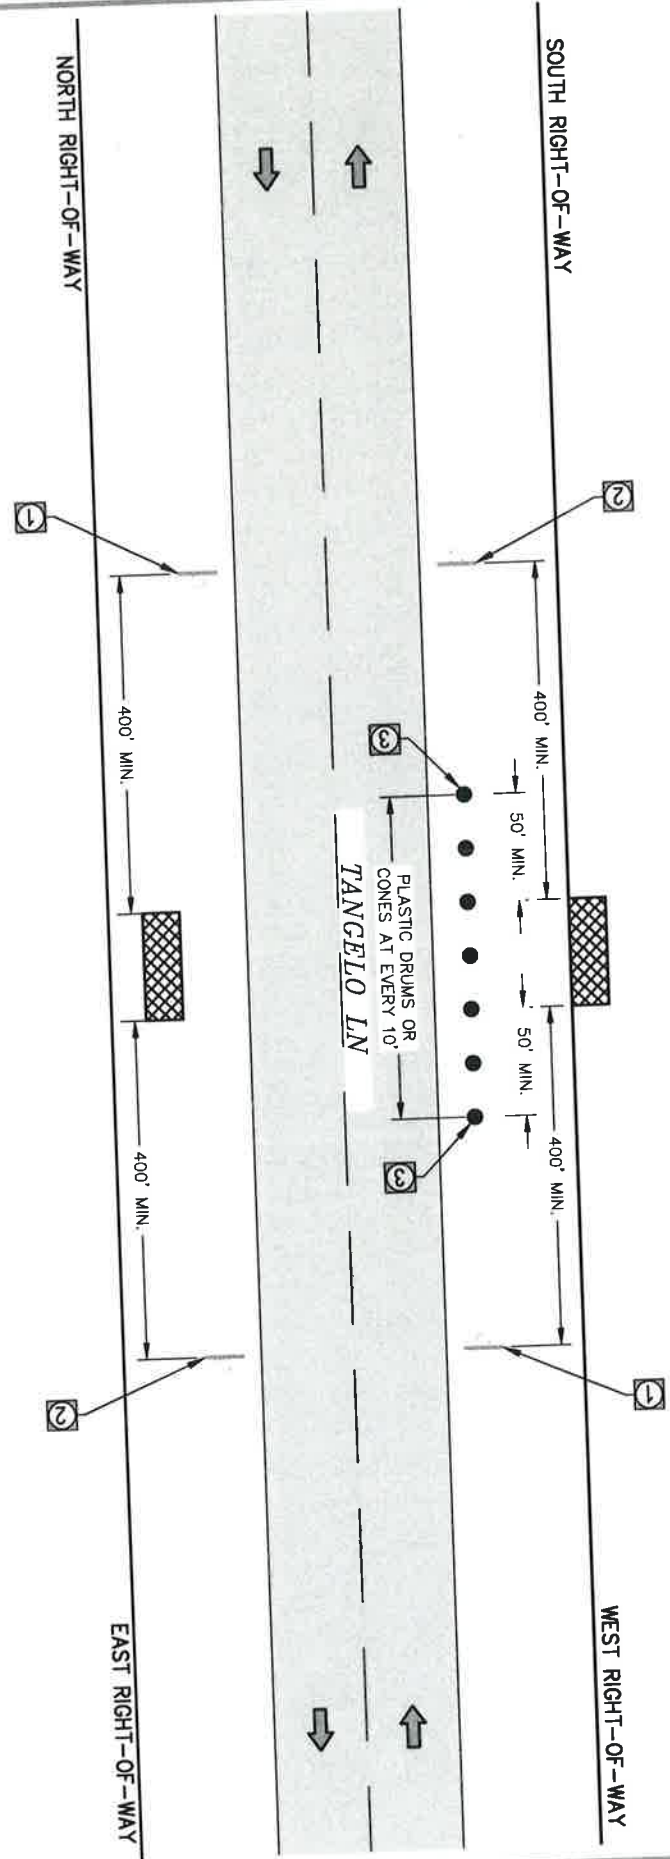 SOUTH RIGHT-OF-WAY
WEST RIGHT-OF-WAY
2
400' MIN.
400' MIN.
1
50' MIN.
50' MIN.
3
PLASTIC DRUMS OR
CONES AT EVERY 10'
3
TANGELO LN
1
400' MIN.
400' MIN.
2
NORTH RIGHT-OF-WAY
EAST RIGHT-OF-WAY